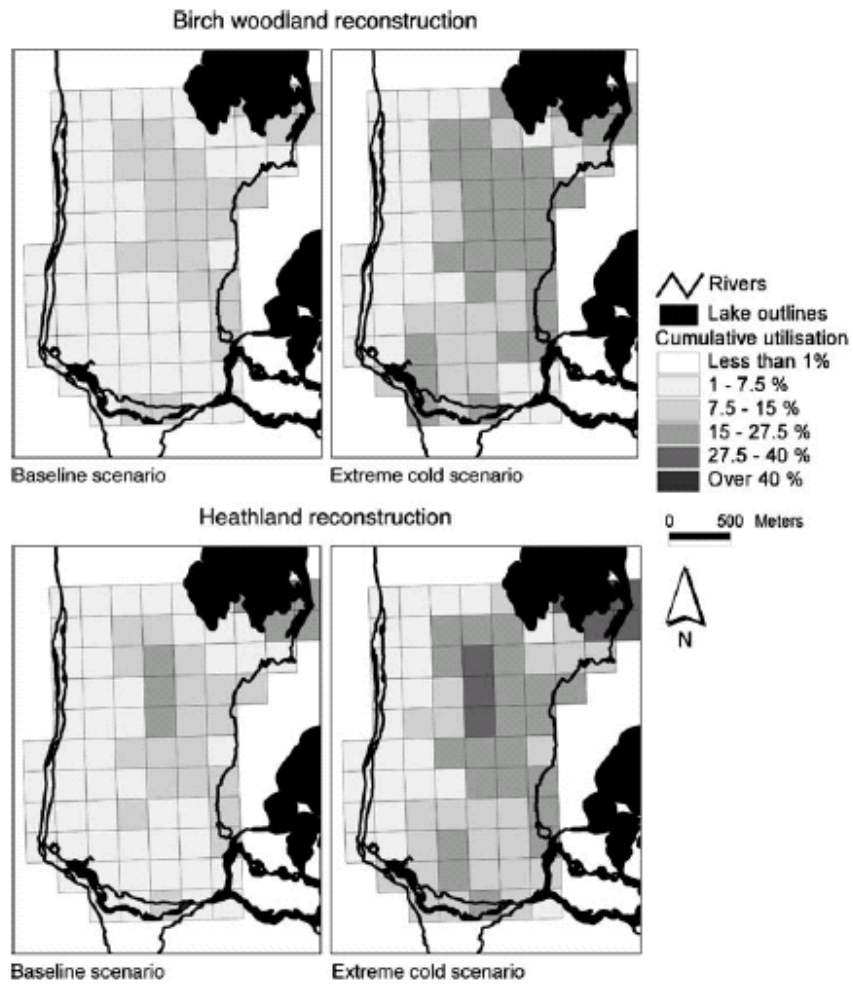 Birch woodland reconstruction
Baseline scenario
Extreme cold scenario
Rivers
Lake outlines
Cumulative utilisation
Less than 1%
1 - 7.5 %
7.5 - 15 %
15 - 27.5 %
27.5 - 40 %
Over 40 %
0 500 Meters
N
Heathland reconstruction
Baseline scenario
Extreme cold scenario